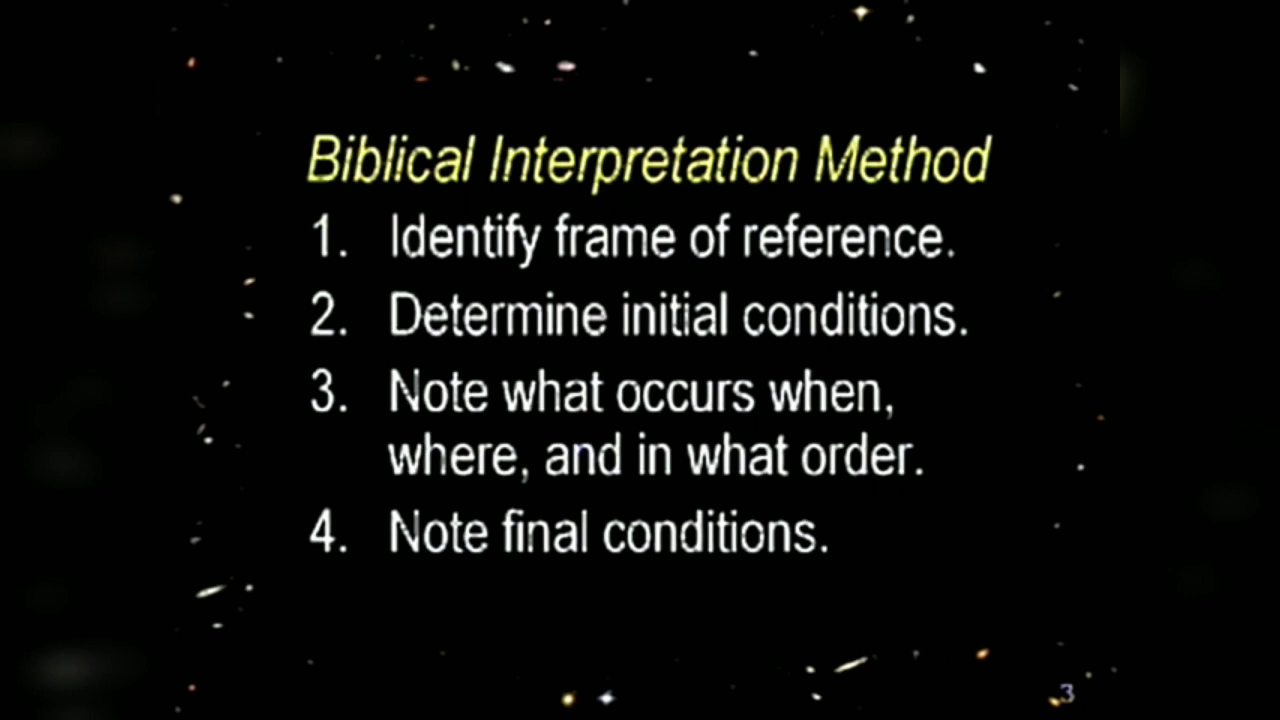 Biblical Interpretation Method
1. Identify frame of reference.
2. Determine initial conditions.
3. Note what occurs when,
where, and in what order.
4. Note final conditions.
3